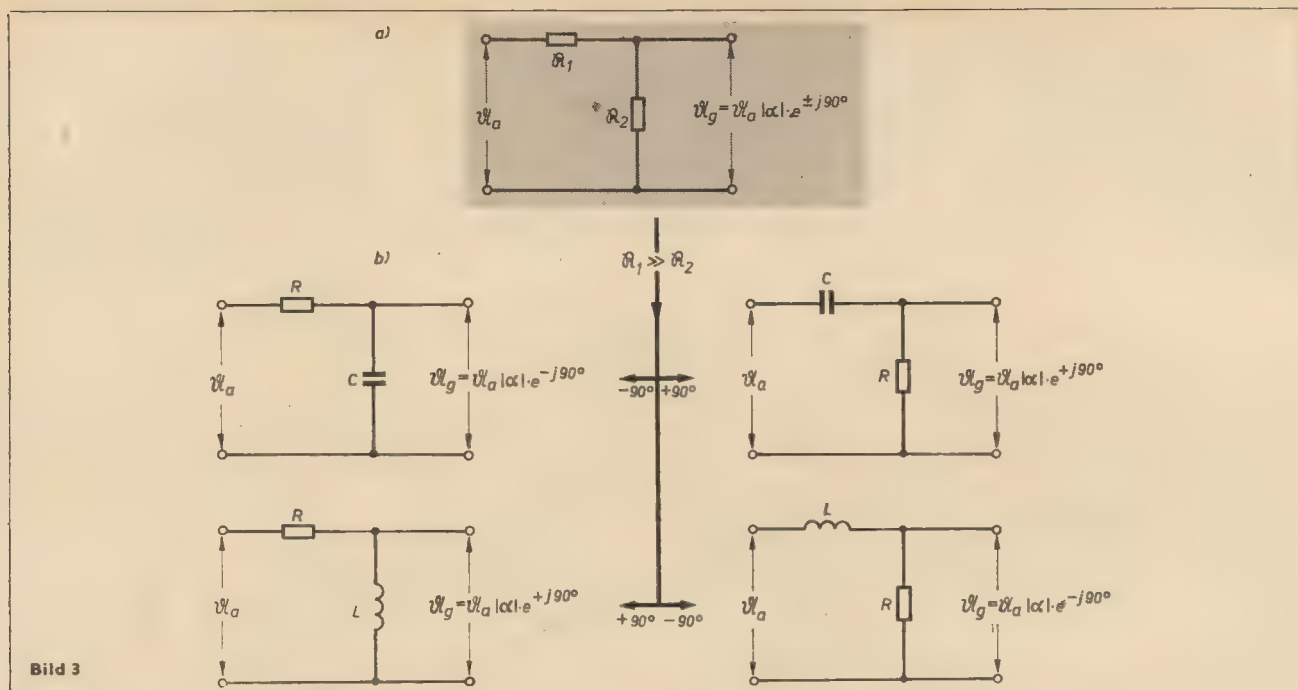 a)
ℜ₁
𝔘ₐ
ℜ₂
𝔘g = 𝔘ₐ |α| · e^±j90°
b)
ℜ₁ ≫ ℜ₂
R
𝔘ₐ
C
𝔘g = 𝔘ₐ |α| · e^-j90°
-90° +90°
C
𝔘ₐ
R
𝔘g = 𝔘ₐ |α| · e^+j90°
R
𝔘ₐ
L
𝔘g = 𝔘ₐ |α| · e^+j90°
+90° -90°
L
𝔘ₐ
R
𝔘g = 𝔘ₐ |α| · e^-j90°
Bild 3